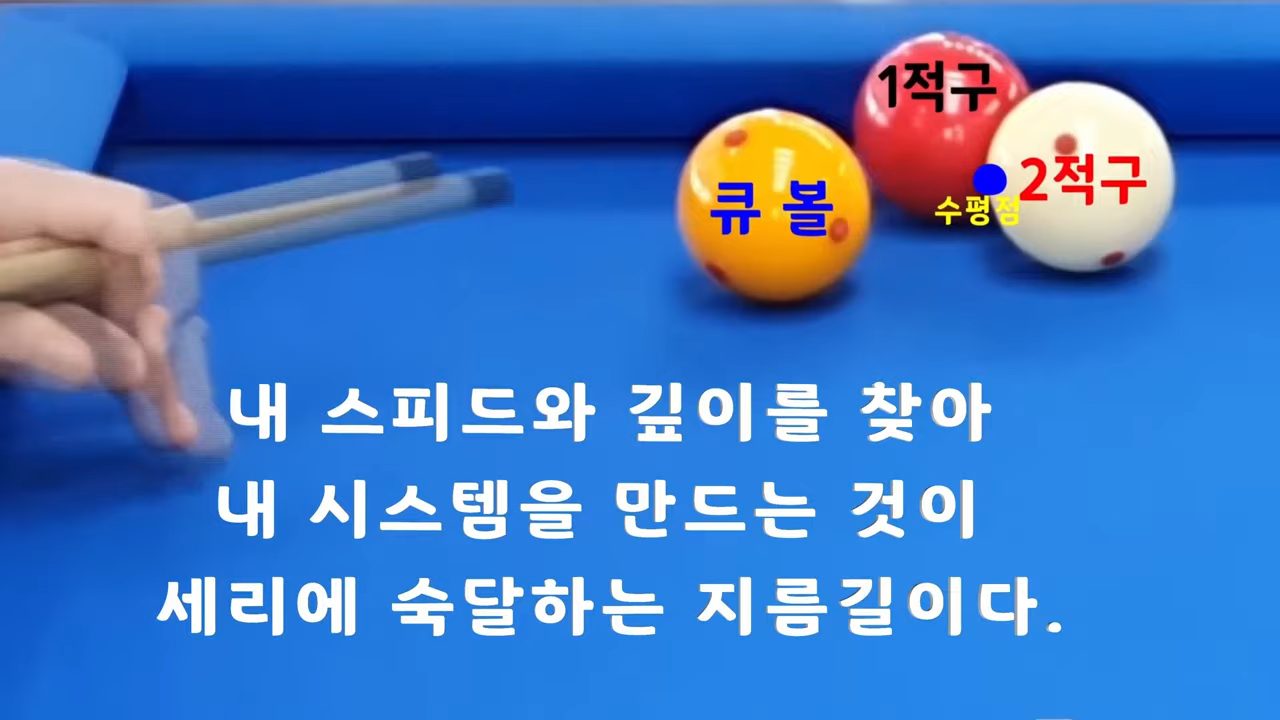 1적구
큐 볼
2적구
수평점
내 스피드와 깊이를 찾아
내 시스템을 만드는 것이
세리에 숙달하는 지름길이다.